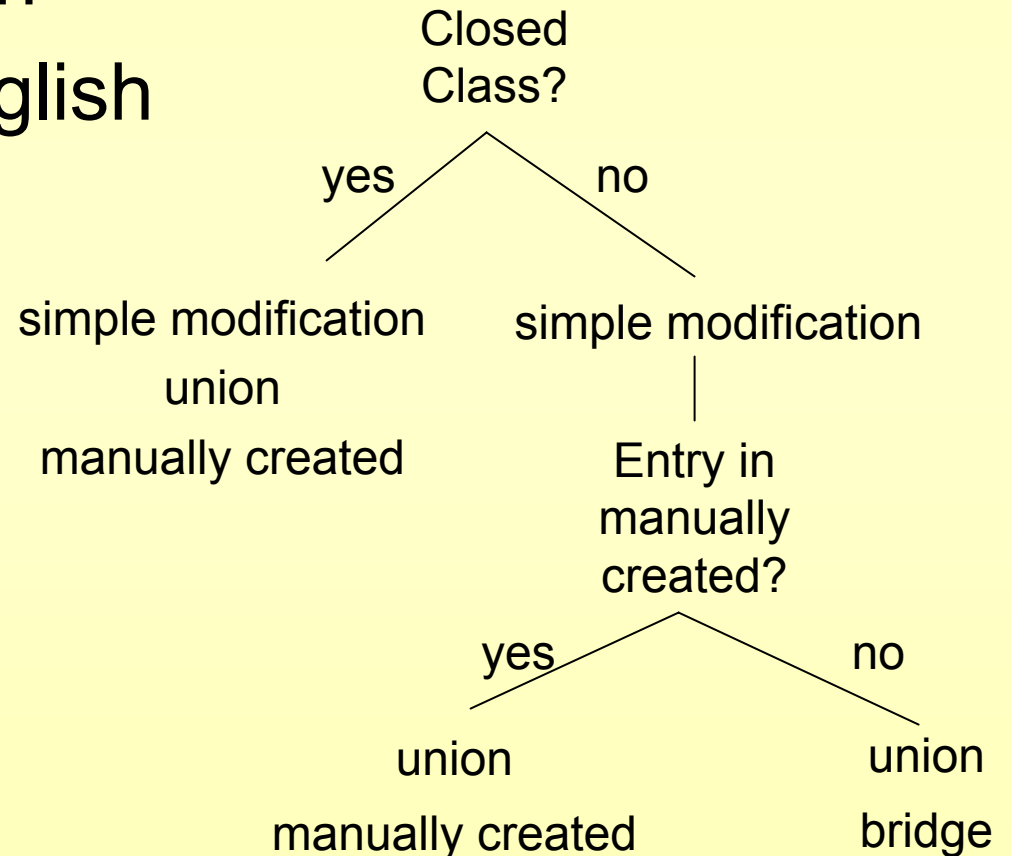 glish
Closed
Class?
yes
no
simple modification
union
manually created
simple modification
Entry in
manually
created?
yes
no
union
manually created
union
bridge